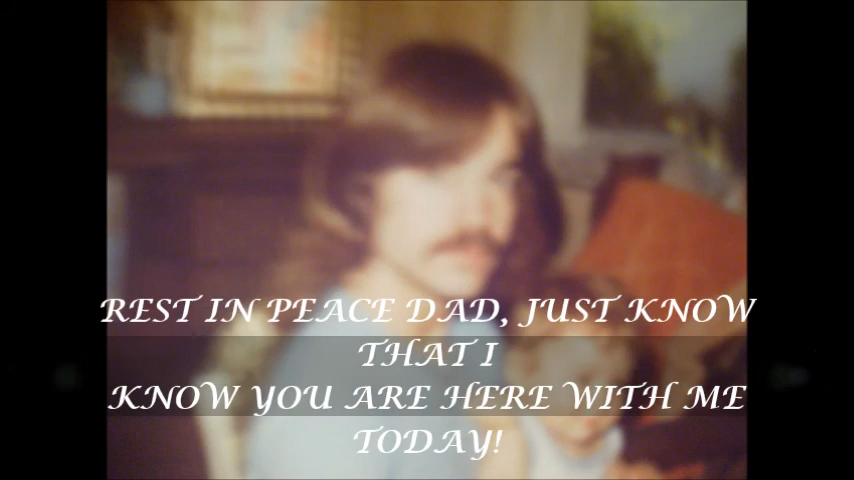 REST IN PEACE DAD, JUST KNOW
THAT I
KNOW YOU ARE HERE WITH ME
TODAY!